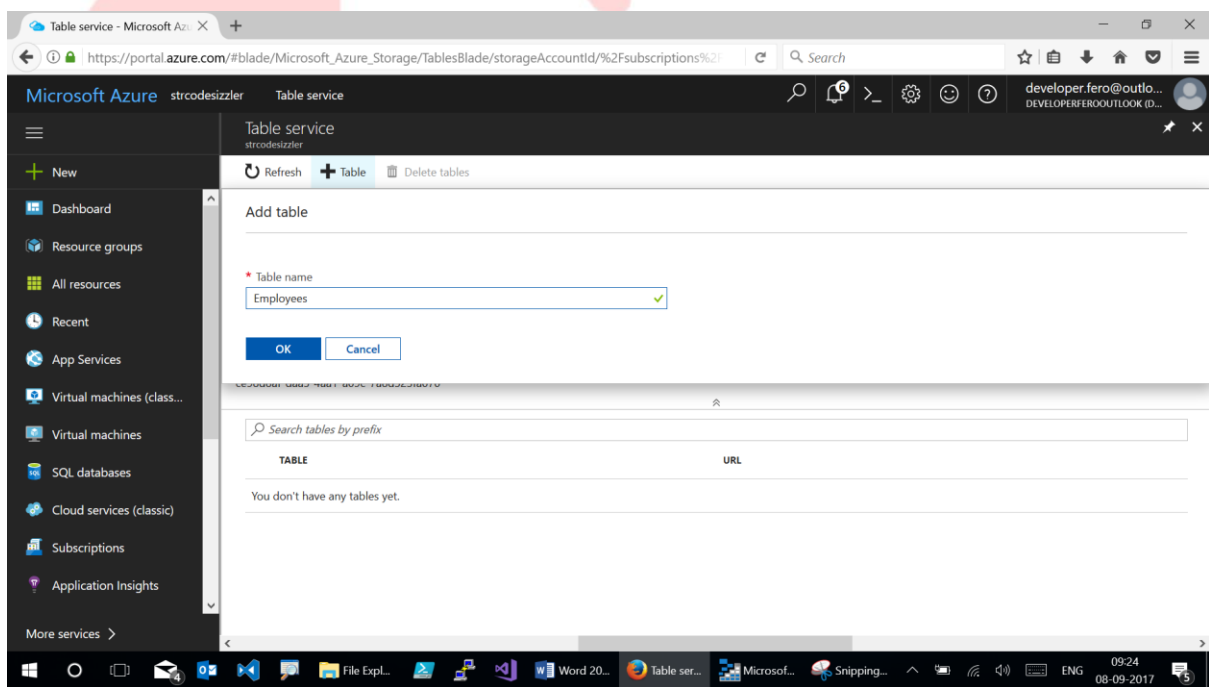 Table service - Microsoft Azu
https://portal.azure.com/#blade/Microsoft_Azure_Storage/TablesBlade/storageAccountId/%2Fsubscriptions%2F
Search
Microsoft Azure strcodesizzler Table service
6
developer.fero@outlo...
DEVELOPERFEROOUTLOOK (D...
Table service
strcodesizzler
New
Refresh Table Delete tables
Dashboard
Resource groups
All resources
Recent
App Services
Virtual machines (class...
Virtual machines
SQL databases
Cloud services (classic)
Subscriptions
Application Insights
More services >
Add table
* Table name
Employees
OK Cancel
Search tables by prefix
TABLE URL
You don't have any tables yet.
4
File Expl...
Word 20...
Table ser...
Microsof...
Snipping...
ENG
09:24
08-09-2017
5